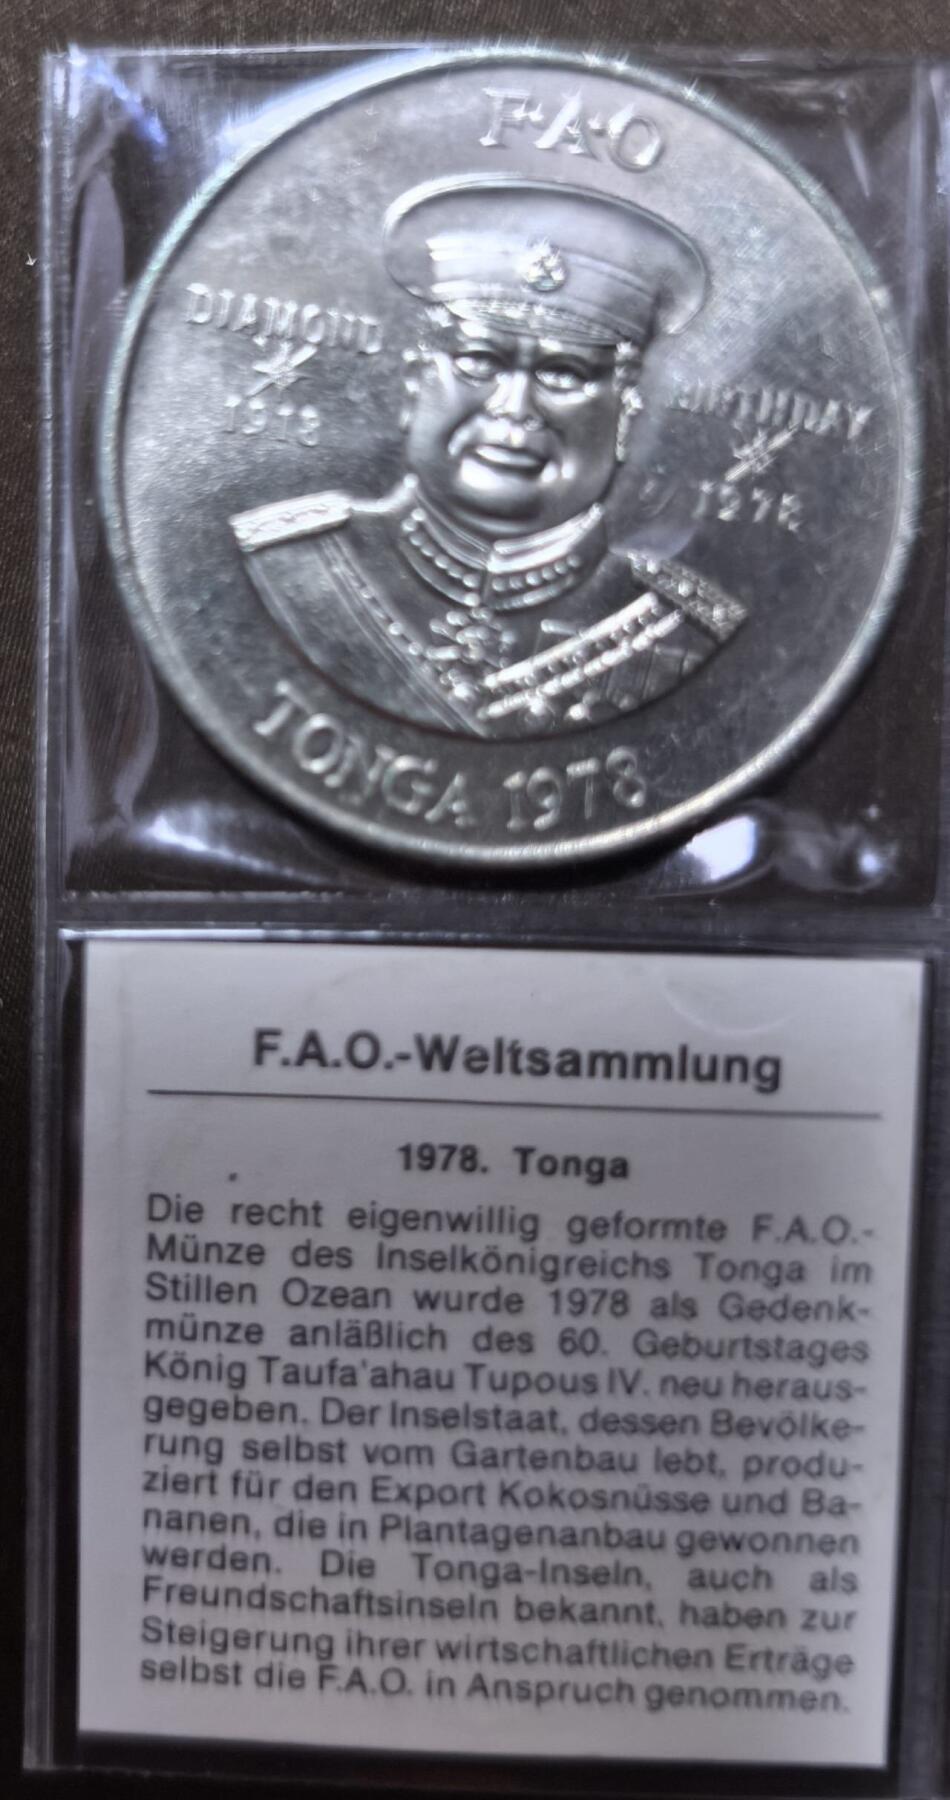 F·A·O
DIAMOND
1918
BIRTHDAY
1978
TONGA 1978
F.A.O.-Weltsammlung
1978. Tonga
Die recht eigenwillig geformte F.A.O.-
Münze des Inselkönigreichs Tonga im
Stillen Ozean wurde 1978 als Gedenk-
münze anläßlich des 60. Geburtstages
König Taufa'ahau Tupous IV. neu heraus-
gegeben. Der Inselstaat, dessen Bevölke-
rung selbst vom Gartenbau lebt, produ-
ziert für den Export Kokosnüsse und Ba-
nanen, die in Plantagenanbau gewonnen
werden. Die Tonga-Inseln, auch als
Freundschaftsinseln bekannt, haben zur
Steigerung ihrer wirtschaftlichen Erträge
selbst die F.A.O. in Anspruch genommen.